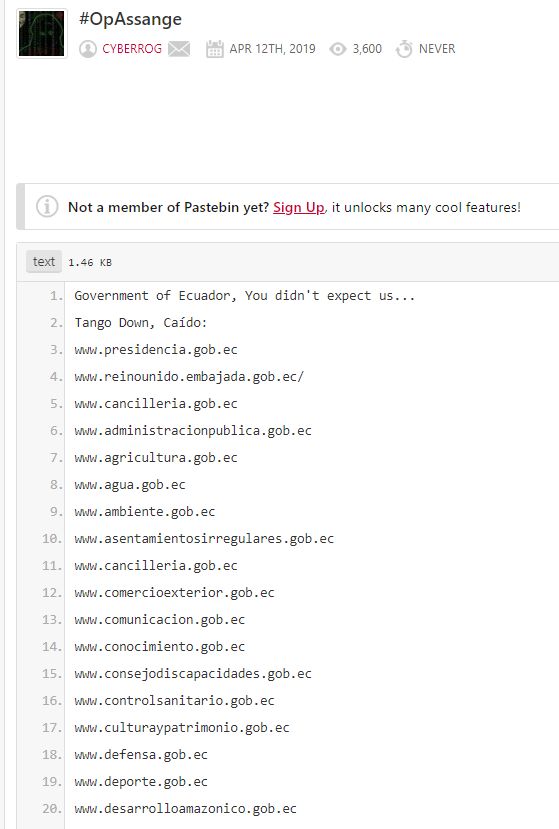 #OpAssange
CYBERROG APR 12TH, 2019 3,600 NEVER
Not a member of Pastebin yet? Sign Up, it unlocks many cool features!
text 1.46 KB
1. Government of Ecuador, You didn't expect us...
2. Tango Down, Caído:
3. www.presidencia.gob.ec
4. www.reinounido.embajada.gob.ec/
5. www.cancilleria.gob.ec
6. www.administracionpublica.gob.ec
7. www.agricultura.gob.ec
8. www.agua.gob.ec
9. www.ambiente.gob.ec
10. www.asentamientosirregulares.gob.ec
11. www.cancilleria.gob.ec
12. www.comercioexterior.gob.ec
13. www.comunicacion.gob.ec
14. www.conocimiento.gob.ec
15. www.consejodiscapacidades.gob.ec
16. www.controlsanitario.gob.ec
17. www.culturaypatrimonio.gob.ec
18. www.defensa.gob.ec
19. www.deporte.gob.ec
20. www.desarrolloamazonico.gob.ec